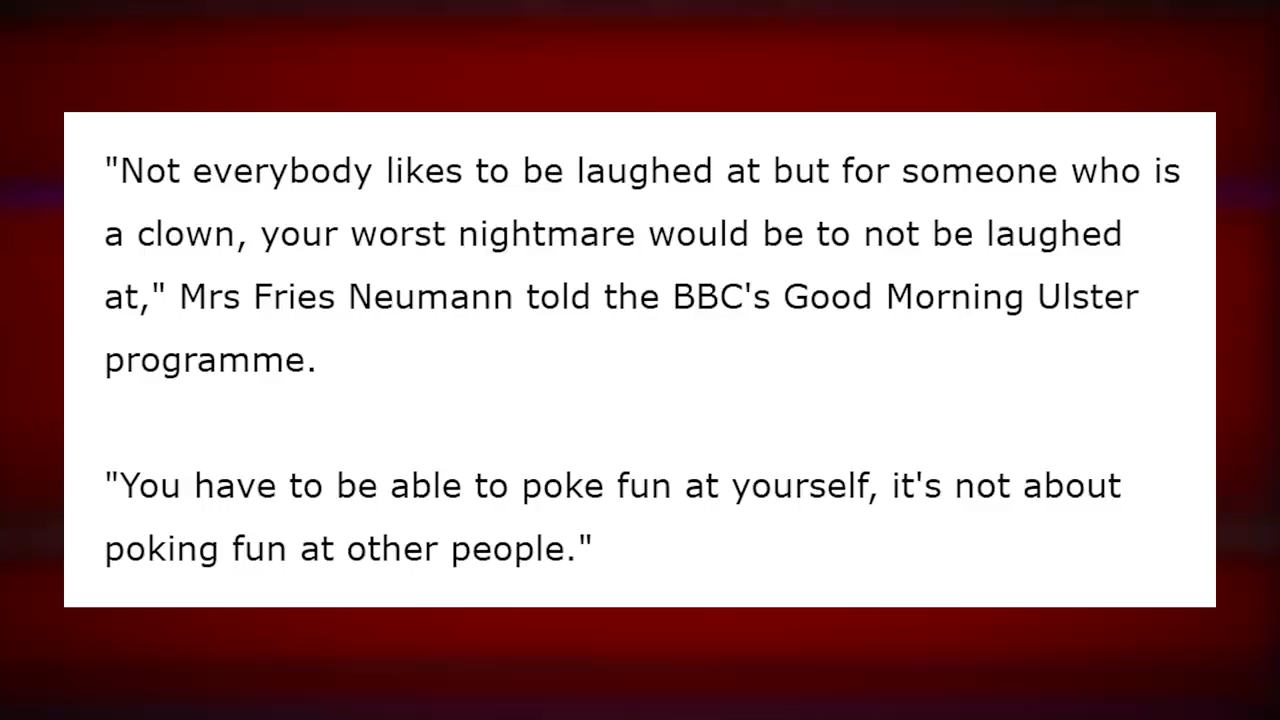 "Not everybody likes to be laughed at but for someone who is
a clown, your worst nightmare would be to not be laughed
at," Mrs Fries Neumann told the BBC's Good Morning Ulster
programme.
"You have to be able to poke fun at yourself, it's not about
poking fun at other people."